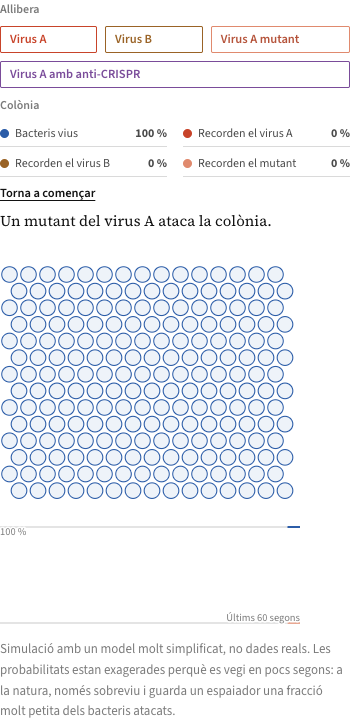 Allibera
Virus A
Virus B
Virus A mutant
Virus A amb anti-CRISPR
Colònia
Bacteris vius 100 %
Recorden el virus A 0 %
Recorden el virus B 0 %
Recorden el mutant 0 %
Torna a començar
Un mutant del virus A ataca la colònia.
100 %
Últims 60 segons
Simulació amb un model molt simplificat, no dades reals. Les
probabilitats estan exagerades perquè es vegi en pocs segons: a
la natura, només sobreviu i guarda un espaiador una fracció
molt petita dels bacteris atacats.